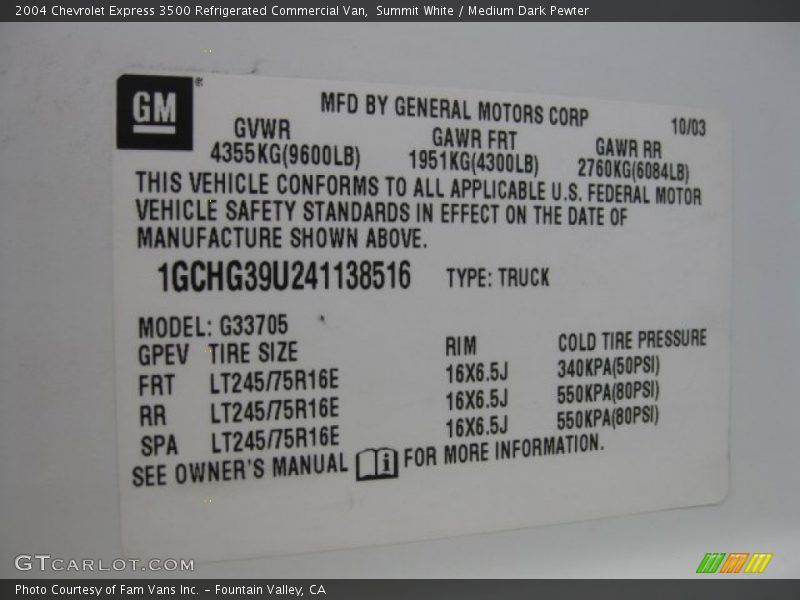 2004 Chevrolet Express 3500 Refrigerated Commercial Van, Summit White / Medium Dark Pewter
GM®
MFD BY GENERAL MOTORS CORP
10/03
GVWR GAWR FRT GAWR RR
4355KG(9600LB) 1951KG(4300LB) 2760KG(6084LB)
THIS VEHICLE CONFORMS TO ALL APPLICABLE U.S. FEDERAL MOTOR
VEHICLE SAFETY STANDARDS IN EFFECT ON THE DATE OF
MANUFACTURE SHOWN ABOVE.
1GCHG39U241138516 TYPE: TRUCK
MODEL: G33705
GPEV TIRE SIZE RIM COLD TIRE PRESSURE
FRT LT245/75R16E 16X6.5J 340KPA(50PSI)
RR LT245/75R16E 16X6.5J 550KPA(80PSI)
SPA LT245/75R16E 16X6.5J 550KPA(80PSI)
SEE OWNER'S MANUAL i FOR MORE INFORMATION.
GTCARLOT.COM
Photo Courtesy of Fam Vans Inc. - Fountain Valley, CA